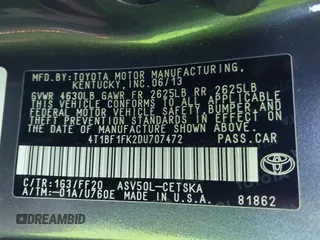 MFD.BY:TOYOTA MOTOR MANUFACTURING,
KENTUCKY,INC.06/13
GVWR 4630LB GAWR FR 2625LB RR 2625LB
THIS VEHICLE CONFORMS TO ALL APPLICABLE
FEDERAL MOTOR VEHICLE SAFETY, BUMPER, AND
THEFT PREVENTION STANDARDS IN EFFECT ON
THE DATE OF MANUFACTURE SHOWN ABOVE.
4T1BF1FK2DU707472 PASS.CAR
C/TR:1G3/FF20 ASV50L-CETSKA
A/TM:-01A/U760E MADE IN U.S.A.
TOYOTA
81862
DREAMBID